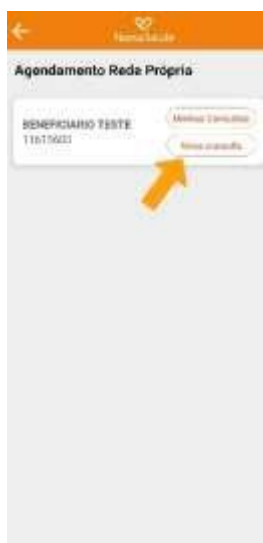 Agendamento Rede Própria
BENEFICIARIO TESTE
Minhas Consultas
Nova consulta